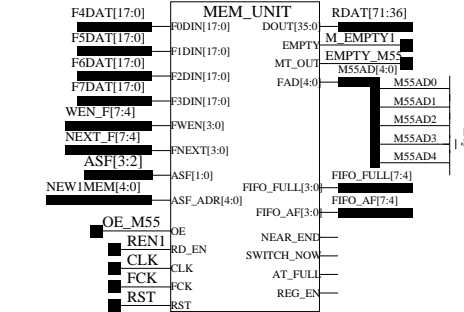 F4DAT[17:0]
MEM_UNIT
RDAT[71:36]
F0DIN[17:0]
DOUT[35:0]
F5DAT[17:0]
M_EMPTY1
F1DIN[17:0]
EMPTY
F6DAT[17:0]
EMPTY_M55
F2DIN[17:0]
MT_OUT
M55AD[4:0]
F7DAT[17:0]
FAD[4:0]
M55AD0
F3DIN[17:0]
M55AD1
WEN_F[7:4]
FWEN[3:0]
M55AD2
NEXT_F[7:4]
FNEXT[3:0]
M55AD3
ASF[3:2]
M55AD4
ASF[1:0]
FIFO_FULL[7:4]
NEW1MEM[4:0]
FIFO_FULL[3:0]
ASF_ADR[4:0]
FIFO_AF[7:4]
FIFO_AF[3:0]
OE_M55
OE
NEAR_END
REN1
RD_EN
SWITCH_NOW
CLK
CLK
AT_FULL
FCK
FCK
REG_EN
RST
RST